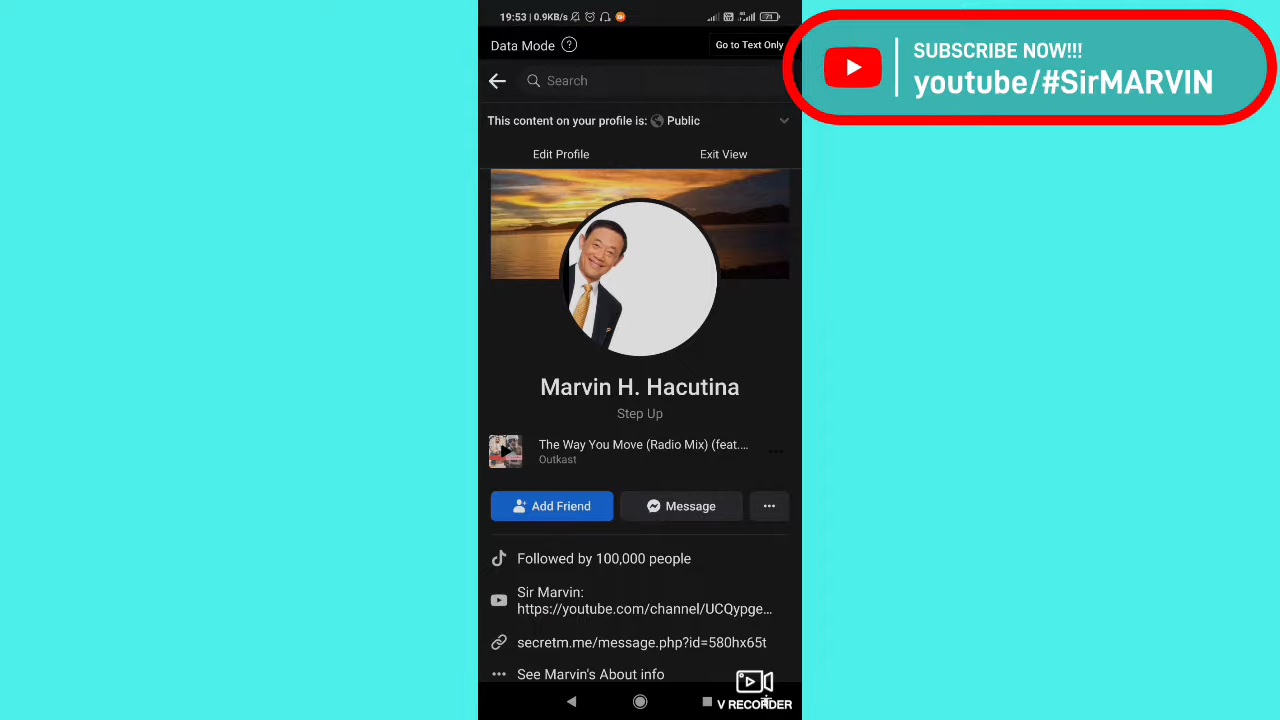 19:53 | 0.9KB/s
Data Mode ?
Go to Text Only
Search
This content on your profile is: Public
Edit Profile
Exit View
Marvin H. Hacutina
Step Up
The Way You Move (Radio Mix) (feat....
Outkast
Add Friend
Message
Followed by 100,000 people
Sir Marvin:
https://youtube.com/channel/UCQypge...
secretm.me/message.php?id=580hx65t
See Marvin's About info
V RECORDER
SUBSCRIBE NOW!!!
youtube/#SirMARVIN